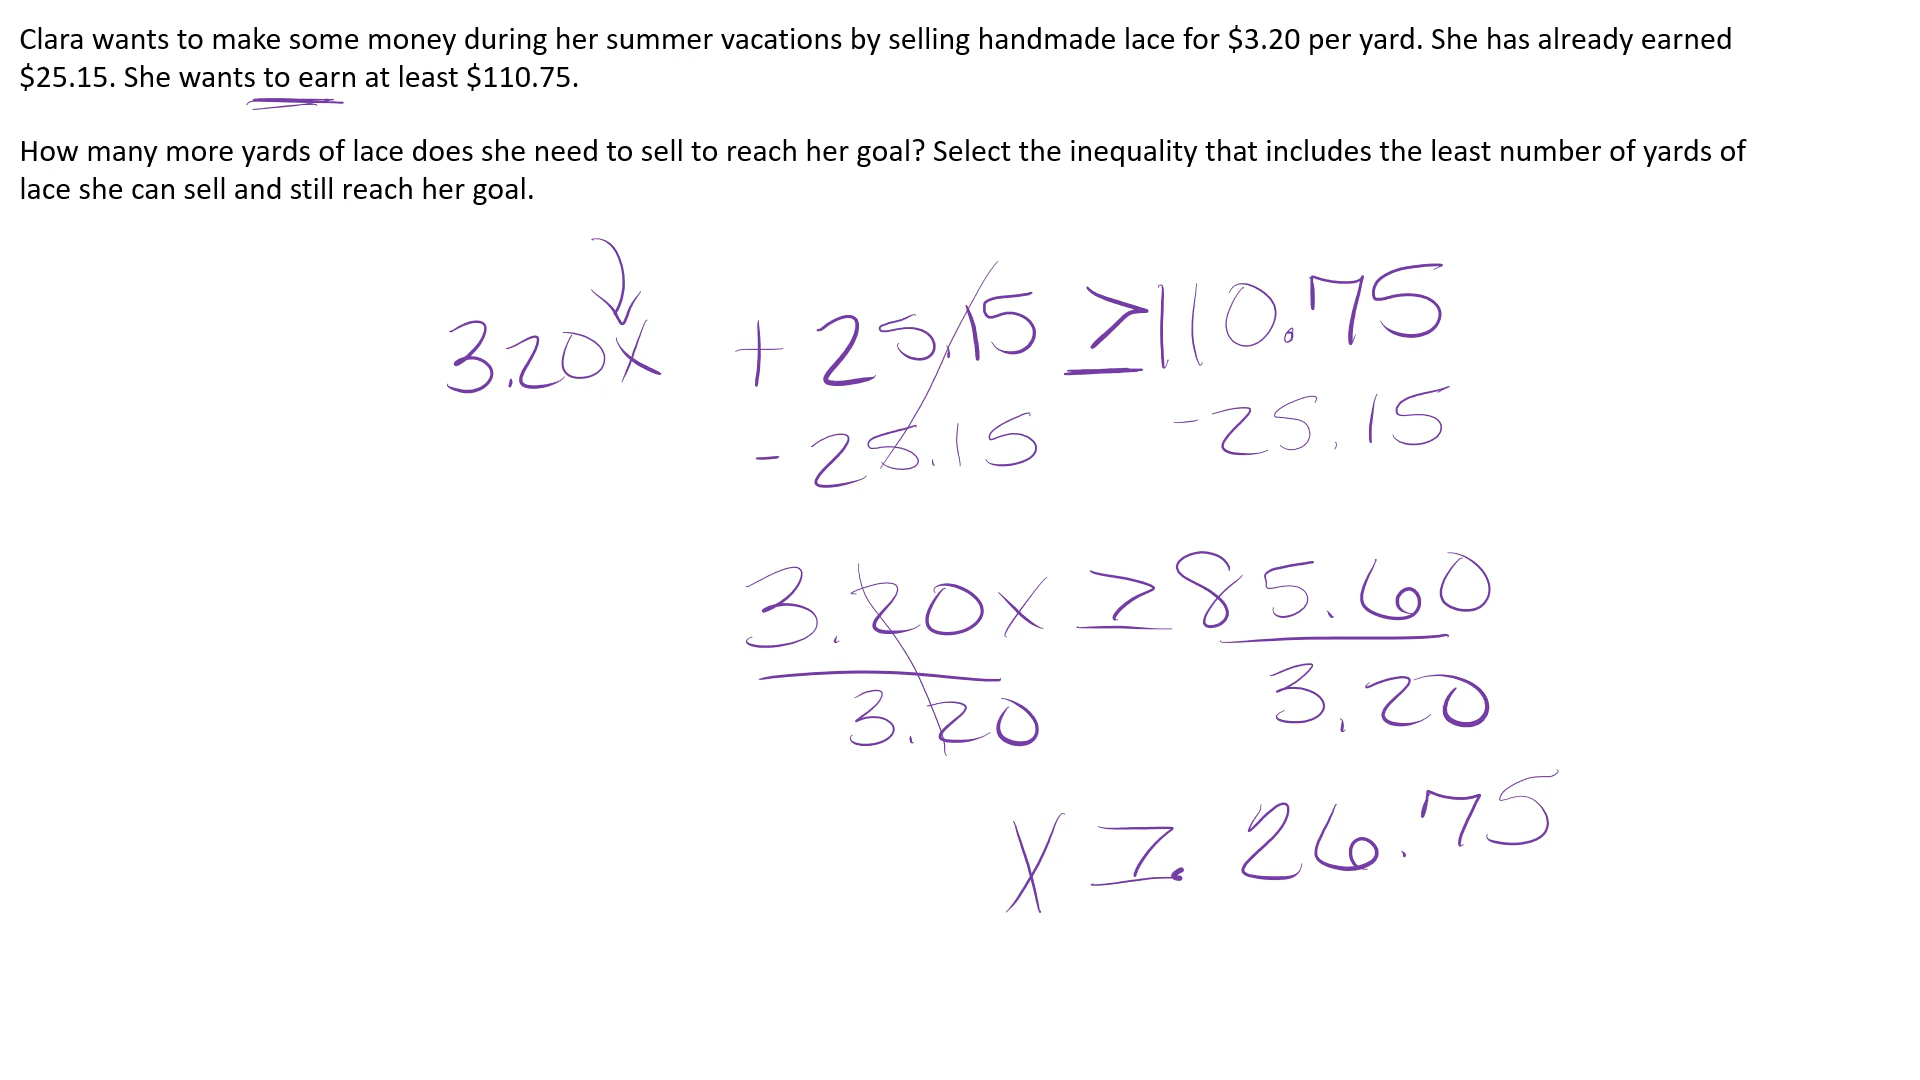 Clara wants to make some money during her summer vacations by selling handmade lace for $3.20 per yard. She has already earned
$25.15. She wants to earn at least $110.75.
How many more yards of lace does she need to sell to reach her goal? Select the inequality that includes the least number of yards of
lace she can sell and still reach her goal.
3.20x + 25.15 ≥ 110.75
- 25.15 - 25.15
3.20x ≥ 85.60
3.20 3.20
x ≥ 26.75